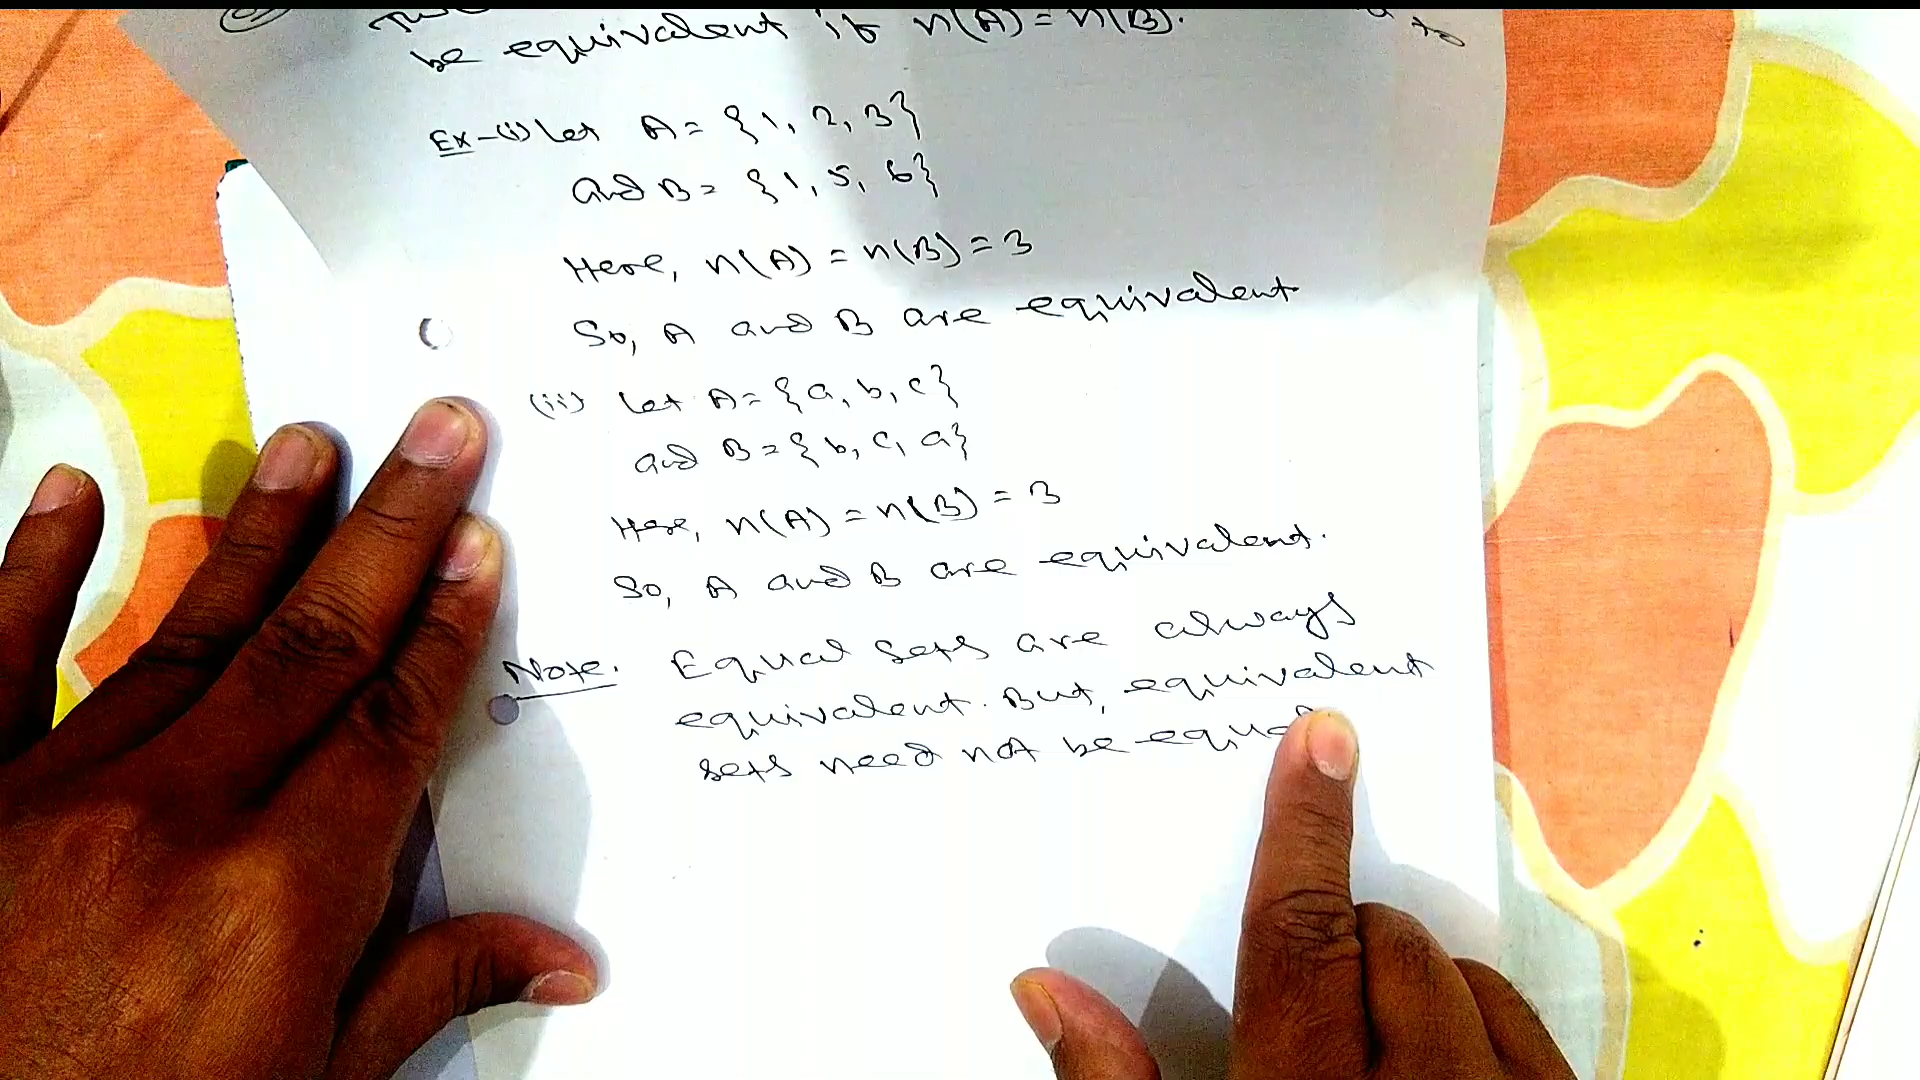 be equivalent if n(A) = n(B). to
Ex-(i) Let A = {1, 2, 3}
and B = {1, 5, 6}
Here, n(A) = n(B) = 3
So, A and B are equivalent
(ii) Let A = {a, b, c}
and B = {b, c, a}
Here, n(A) = n(B) = 3
So, A and B are equivalent.
Note. Equal sets are always
equivalent. But, equivalent
sets need not be equal